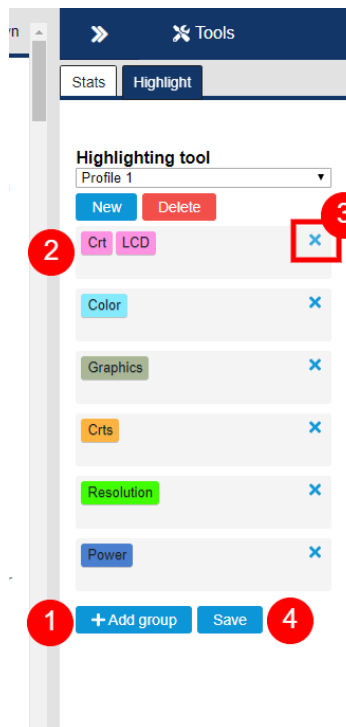 n
Tools
Stats Highlight
Highlighting tool
Profile 1
New Delete
3
2 Crt LCD
Color
Graphics
Crts
Resolution
Power
1 + Add group Save 4